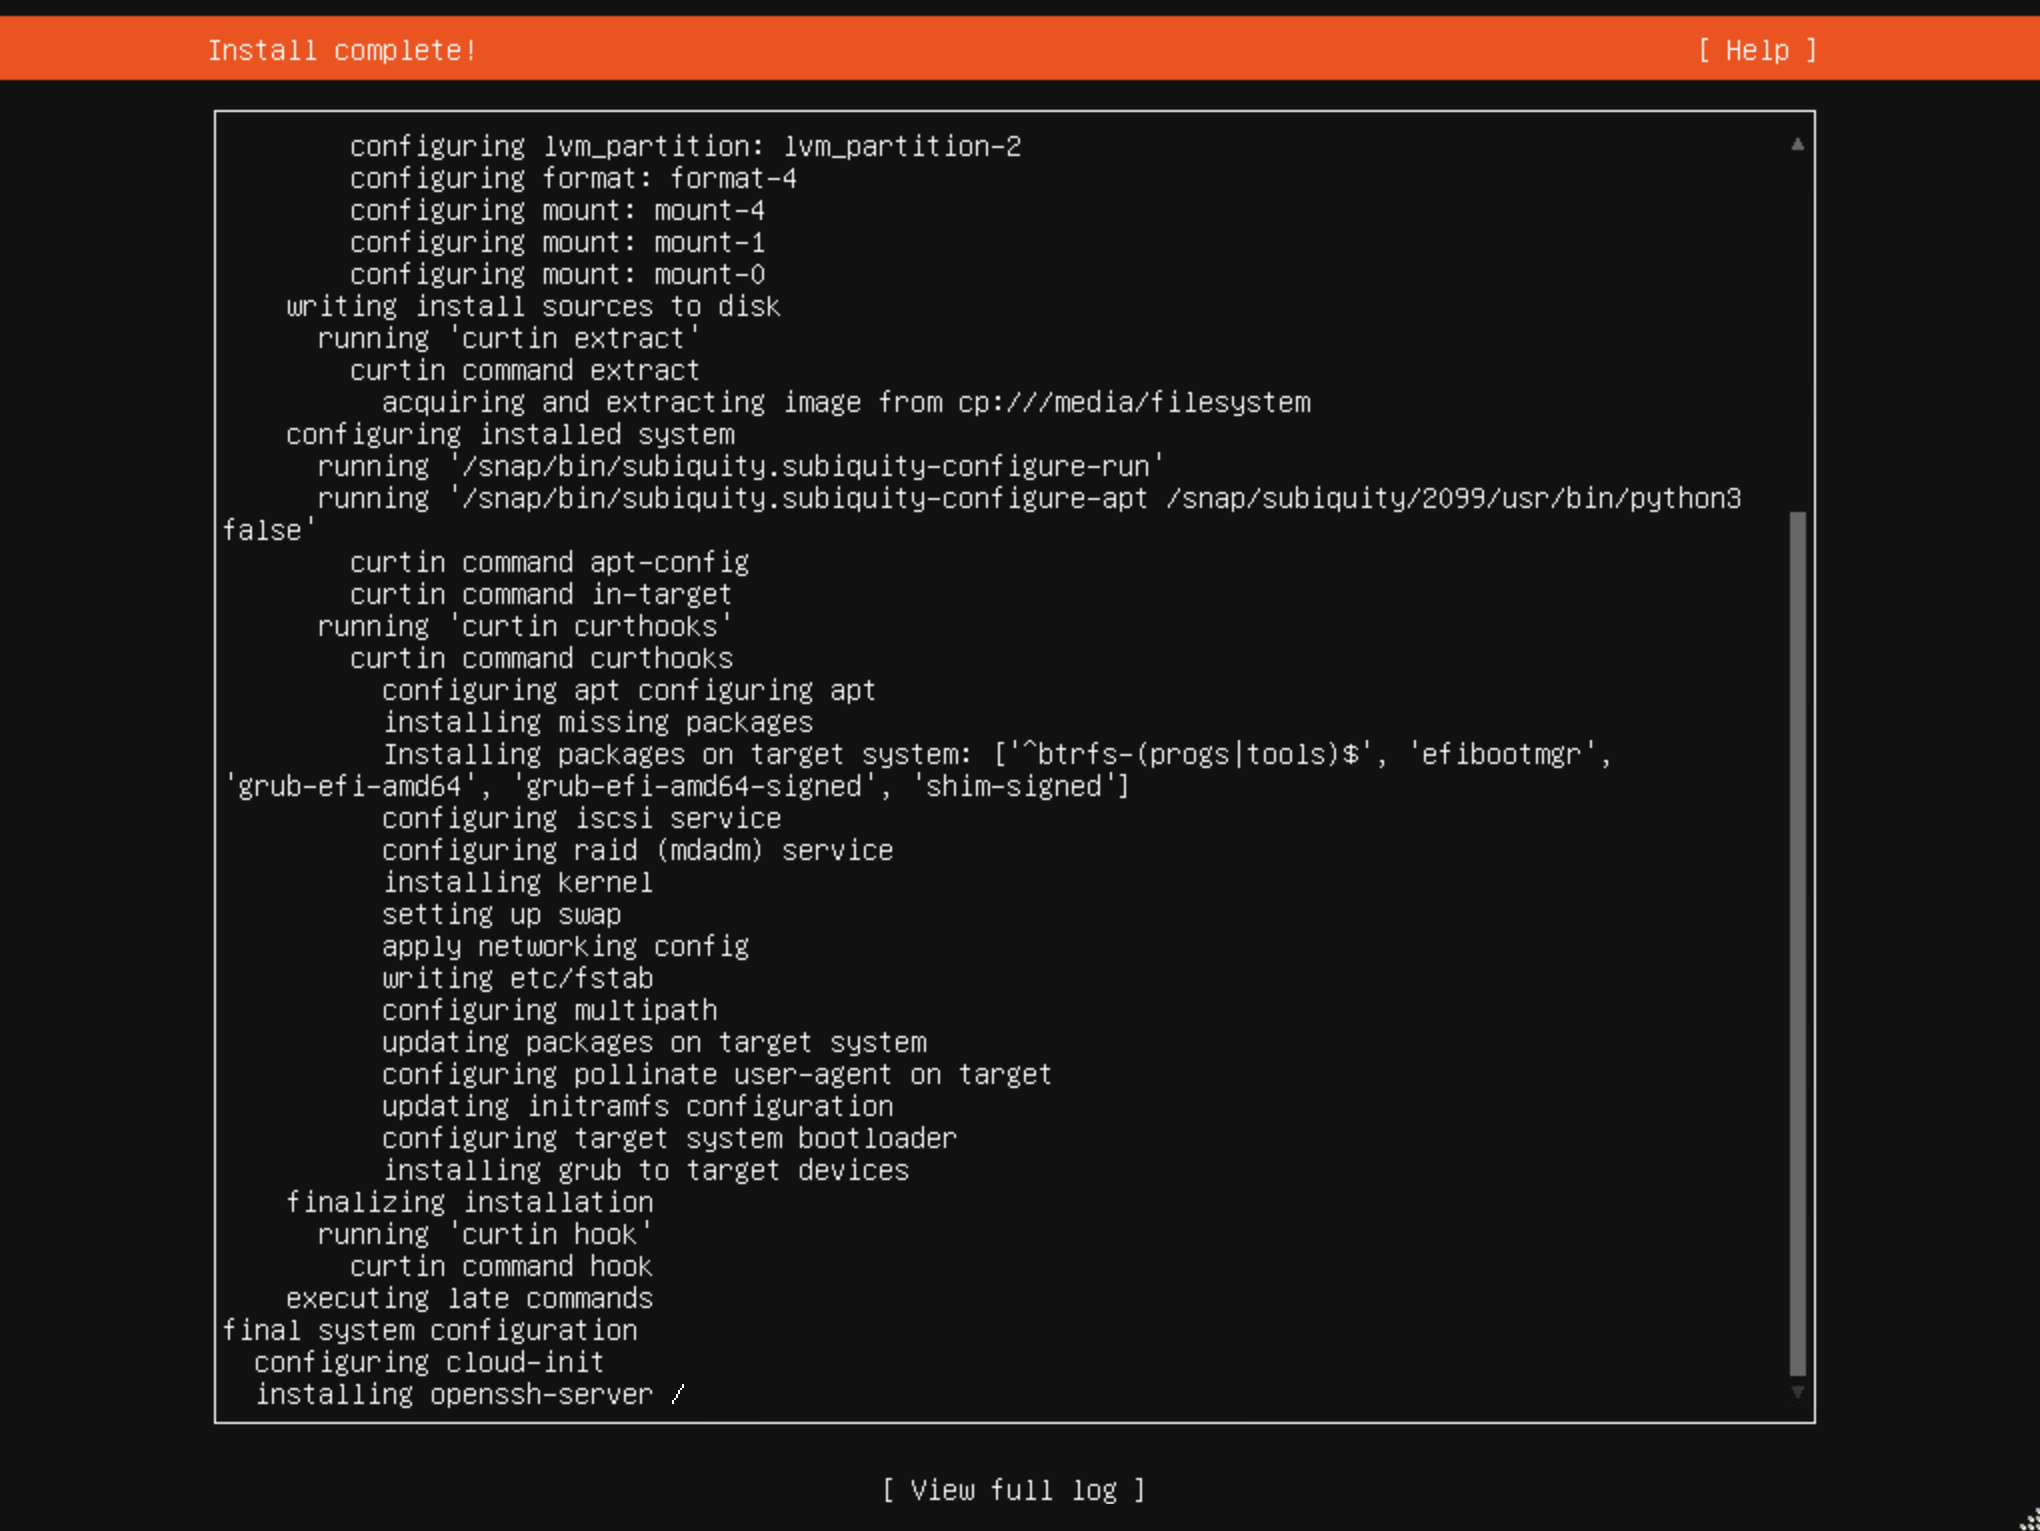 Install complete!
[ Help ]
configuring lvm_partition: lvm_partition-2
configuring format: format-4
configuring mount: mount-4
configuring mount: mount-1
configuring mount: mount-0
writing install sources to disk
running 'curtin extract'
curtin command extract
acquiring and extracting image from cp:///media/filesystem
configuring installed system
running '/snap/bin/subiquity.subiquity-configure-run'
running '/snap/bin/subiquity.subiquity-configure-apt /snap/subiquity/2099/usr/bin/python3
false'
curtin command apt-config
curtin command in-target
running 'curtin curthooks'
curtin command curthooks
configuring apt configuring apt
installing missing packages
Installing packages on target system: ['^btrfs-(progs|tools)$', 'efibootmgr',
'grub-efi-amd64', 'grub-efi-amd64-signed', 'shim-signed']
configuring iscsi service
configuring raid (mdadm) service
installing kernel
setting up swap
apply networking config
writing etc/fstab
configuring multipath
updating packages on target system
configuring pollinate user-agent on target
updating initramfs configuration
configuring target system bootloader
installing grub to target devices
finalizing installation
running 'curtin hook'
curtin command hook
executing late commands
final system configuration
configuring cloud-init
installing openssh-server /
[ View full log ]